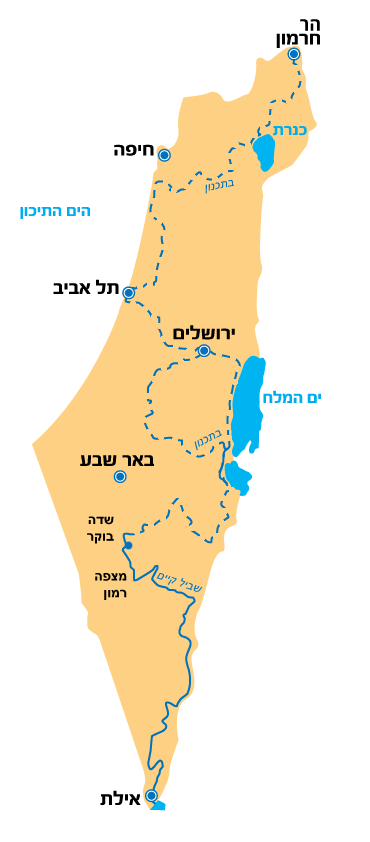 הר
חרמון
כנרת
חיפה
בתכנון
הים התיכון
תל אביב
ירושלים
ים המלח
בתכנון
באר שבע
שדה
בוקר
מצפה
רמון
שביל קיים
אילת